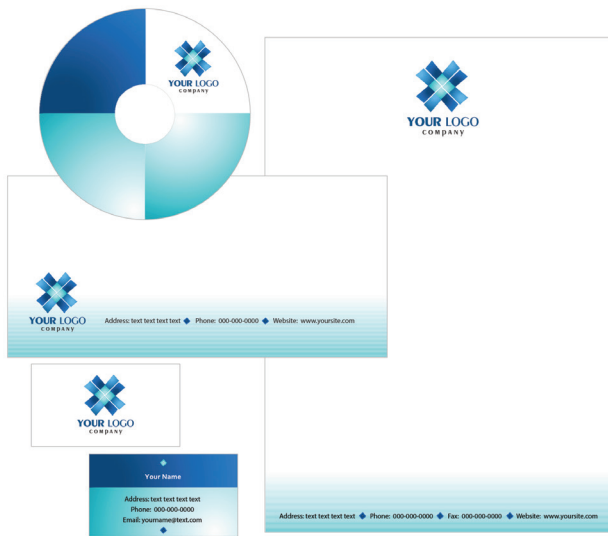 YOUR LOGO
COMPANY
YOUR LOGO
COMPANY
YOUR LOGO
COMPANY
Address: text text text text ◆ Phone: 000-000-0000 ◆ Website: www.yoursite.com
YOUR LOGO
COMPANY
Your Name
Address: text text text text
Phone: 000-000-0000
Email: yourname@text.com
Address: text text text text ◆ Phone: 000-000-0000 ◆ Fax: 000-000-0000 ◆ Website: www.yoursite.com